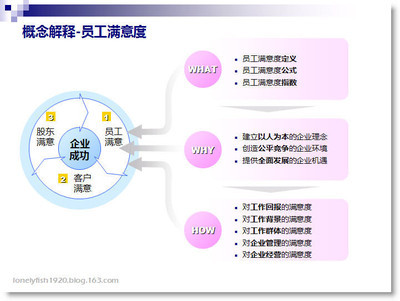 概念解释-员工满意度
WHAT
• 员工满意度定义
• 员工满意度公式
• 员工满意度指数
3
股东
满意
1
员工
满意
企业
成功
2
客户
满意
WHY
• 建立以人为本的企业理念
• 创造公平竞争的企业环境
• 提供全面发展的企业机遇
HOW
• 对工作回报的满意度
• 对工作背景的满意度
• 对工作群体的满意度
• 对企业管理的满意度
• 对企业经营的满意度
lonelyfish1920.blog.163.com